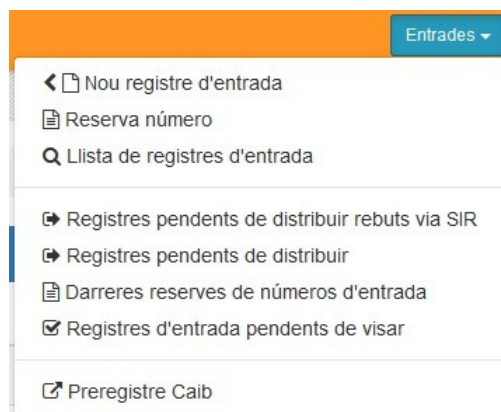 Entrades
Nou registre d'entrada
Reserva número
Llista de registres d'entrada
Registres pendents de distribuir rebuts via SIR
Registres pendents de distribuir
Darreres reserves de números d'entrada
Registres d'entrada pendents de visar
Preregistre Caib